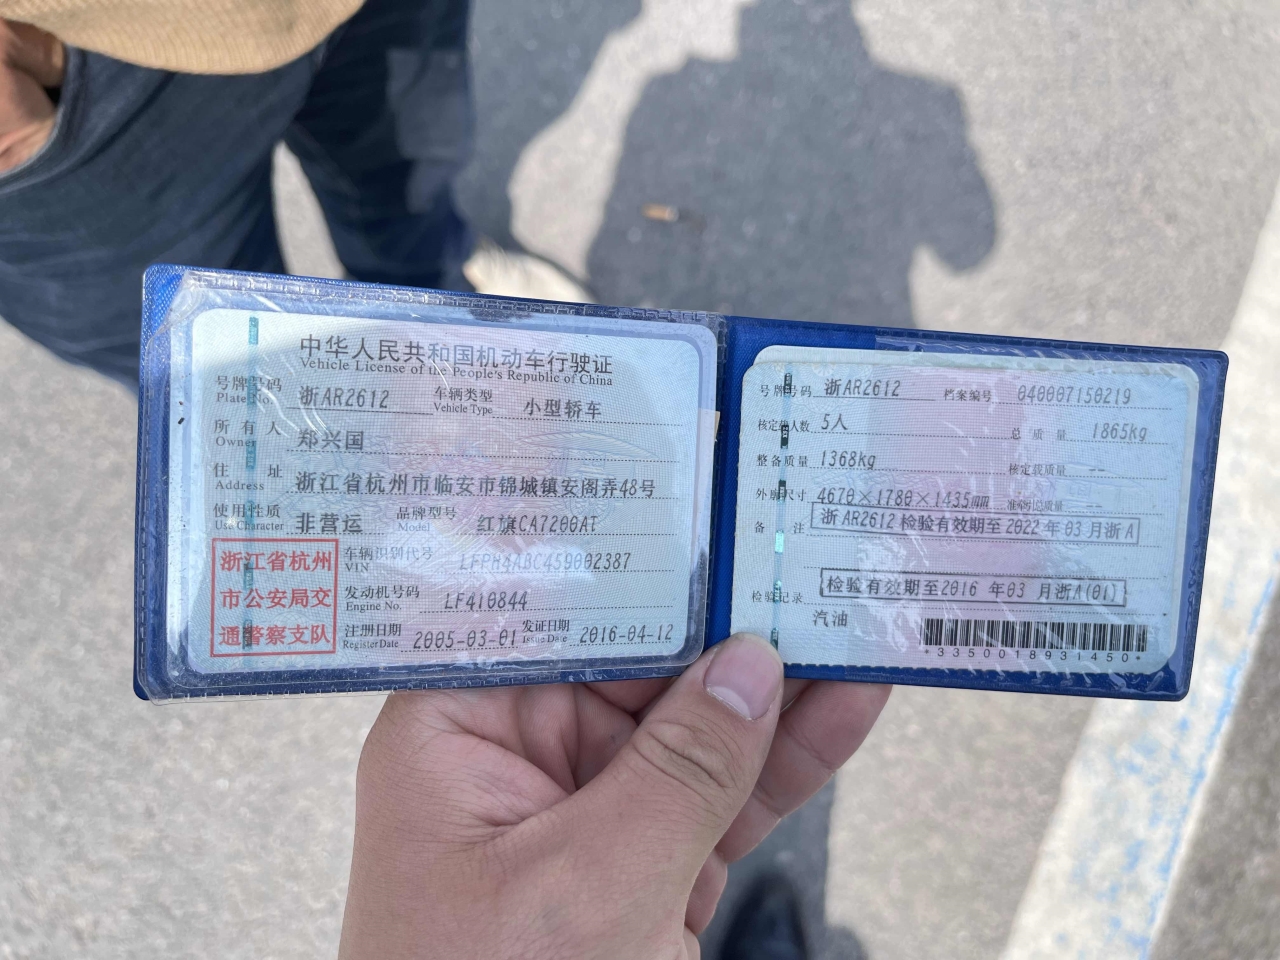 中华人民共和国机动车行驶证
Vehicle License of the People's Republic of China
号牌号码 浙AR2612 车辆类型 小型轿车
Plate No. Vehicle Type
所有人 郑兴国
Owner
住址 浙江省杭州市临安市锦城镇安阁弄48号
Address
使用性质 非营运 品牌型号 红旗CA7200AT
Use Character Model
浙江省杭州
市公安局交
通警察支队
车辆识别代号 LFPH4ABC459002387
VIN
发动机号码 LF410844
Engine No.
注册日期 2005-03-01 发证日期 2016-04-12
Register Date Issue Date
号牌号码 浙AR2612 档案编号 040007150219
核定载人数 5人 总质量 1865kg
整备质量 1368kg 核定载质量 --
外廓尺寸 4670×1780×1435mm 准牵引总质量 --
备注 浙AR2612检验有效期至2022年03月浙A
检验记录 检验有效期至2016年03月浙A(01)
汽油
*3350018931450*